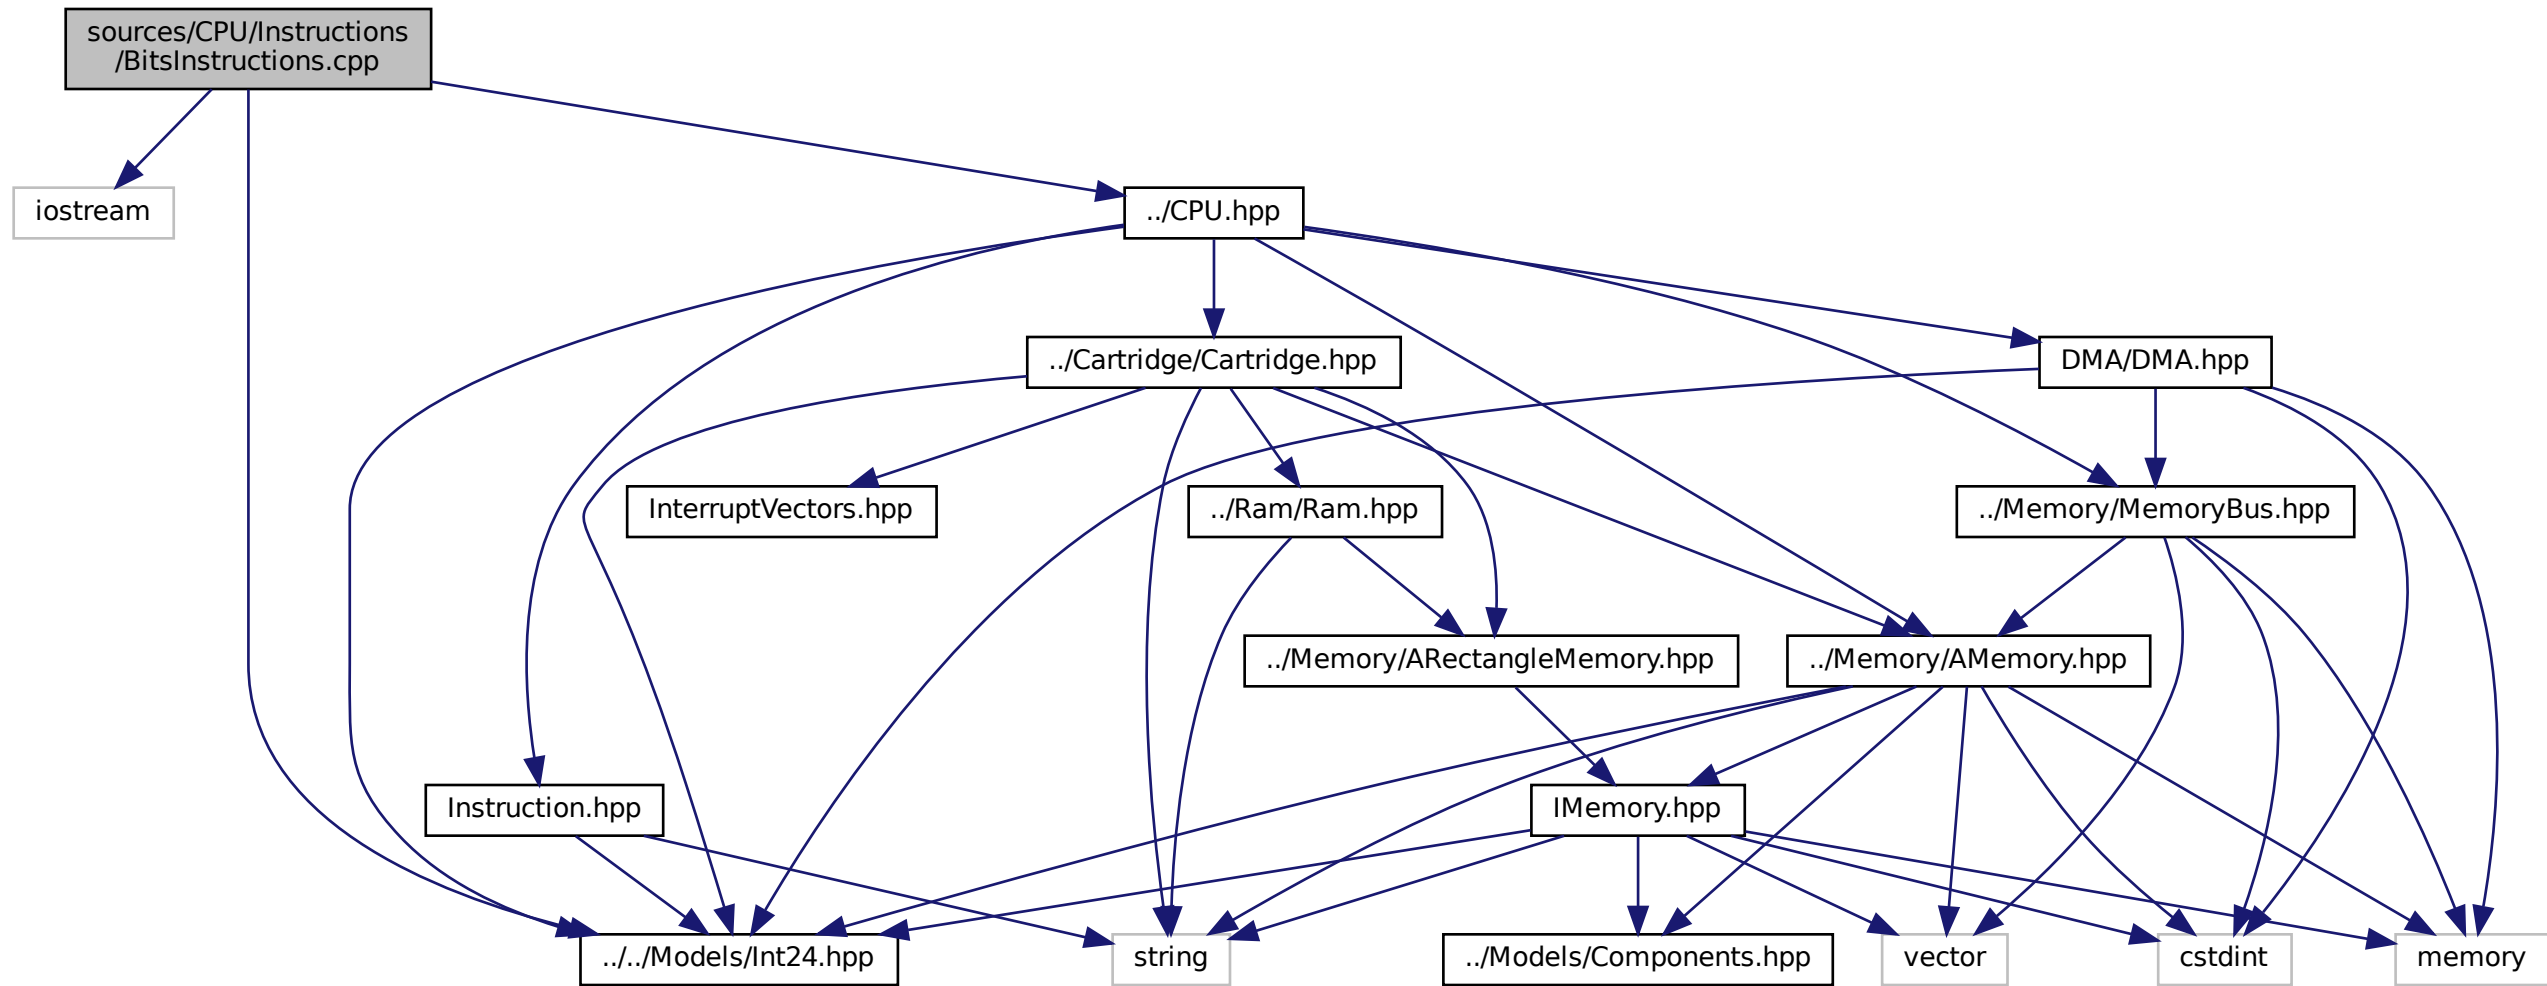 sources/CPU/Instructions
/BitsInstructions.cpp
iostream
../CPU.hpp
../Cartridge/Cartridge.hpp
DMA/DMA.hpp
InterruptVectors.hpp
../Ram/Ram.hpp
../Memory/MemoryBus.hpp
../Memory/ARectangleMemory.hpp
../Memory/AMemory.hpp
Instruction.hpp
IMemory.hpp
../../Models/Int24.hpp
string
../Models/Components.hpp
vector
cstdint
memory